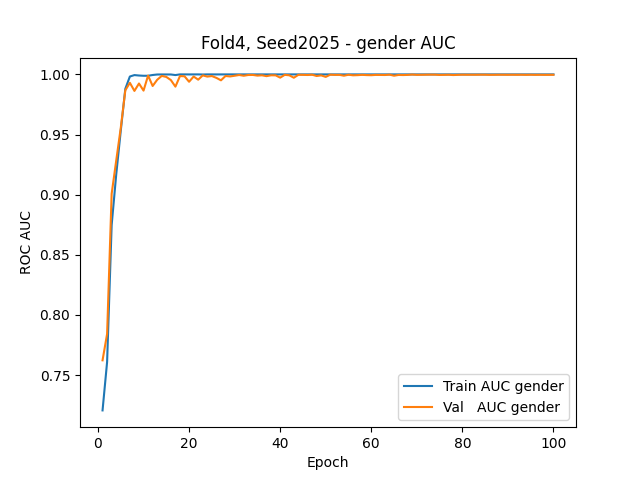 Fold4, Seed2025 - gender AUC
1.00
0.95
0.90
0.85
0.80
0.75
ROC AUC
Train AUC gender
Val   AUC gender
0 20 40 60 80 100
Epoch